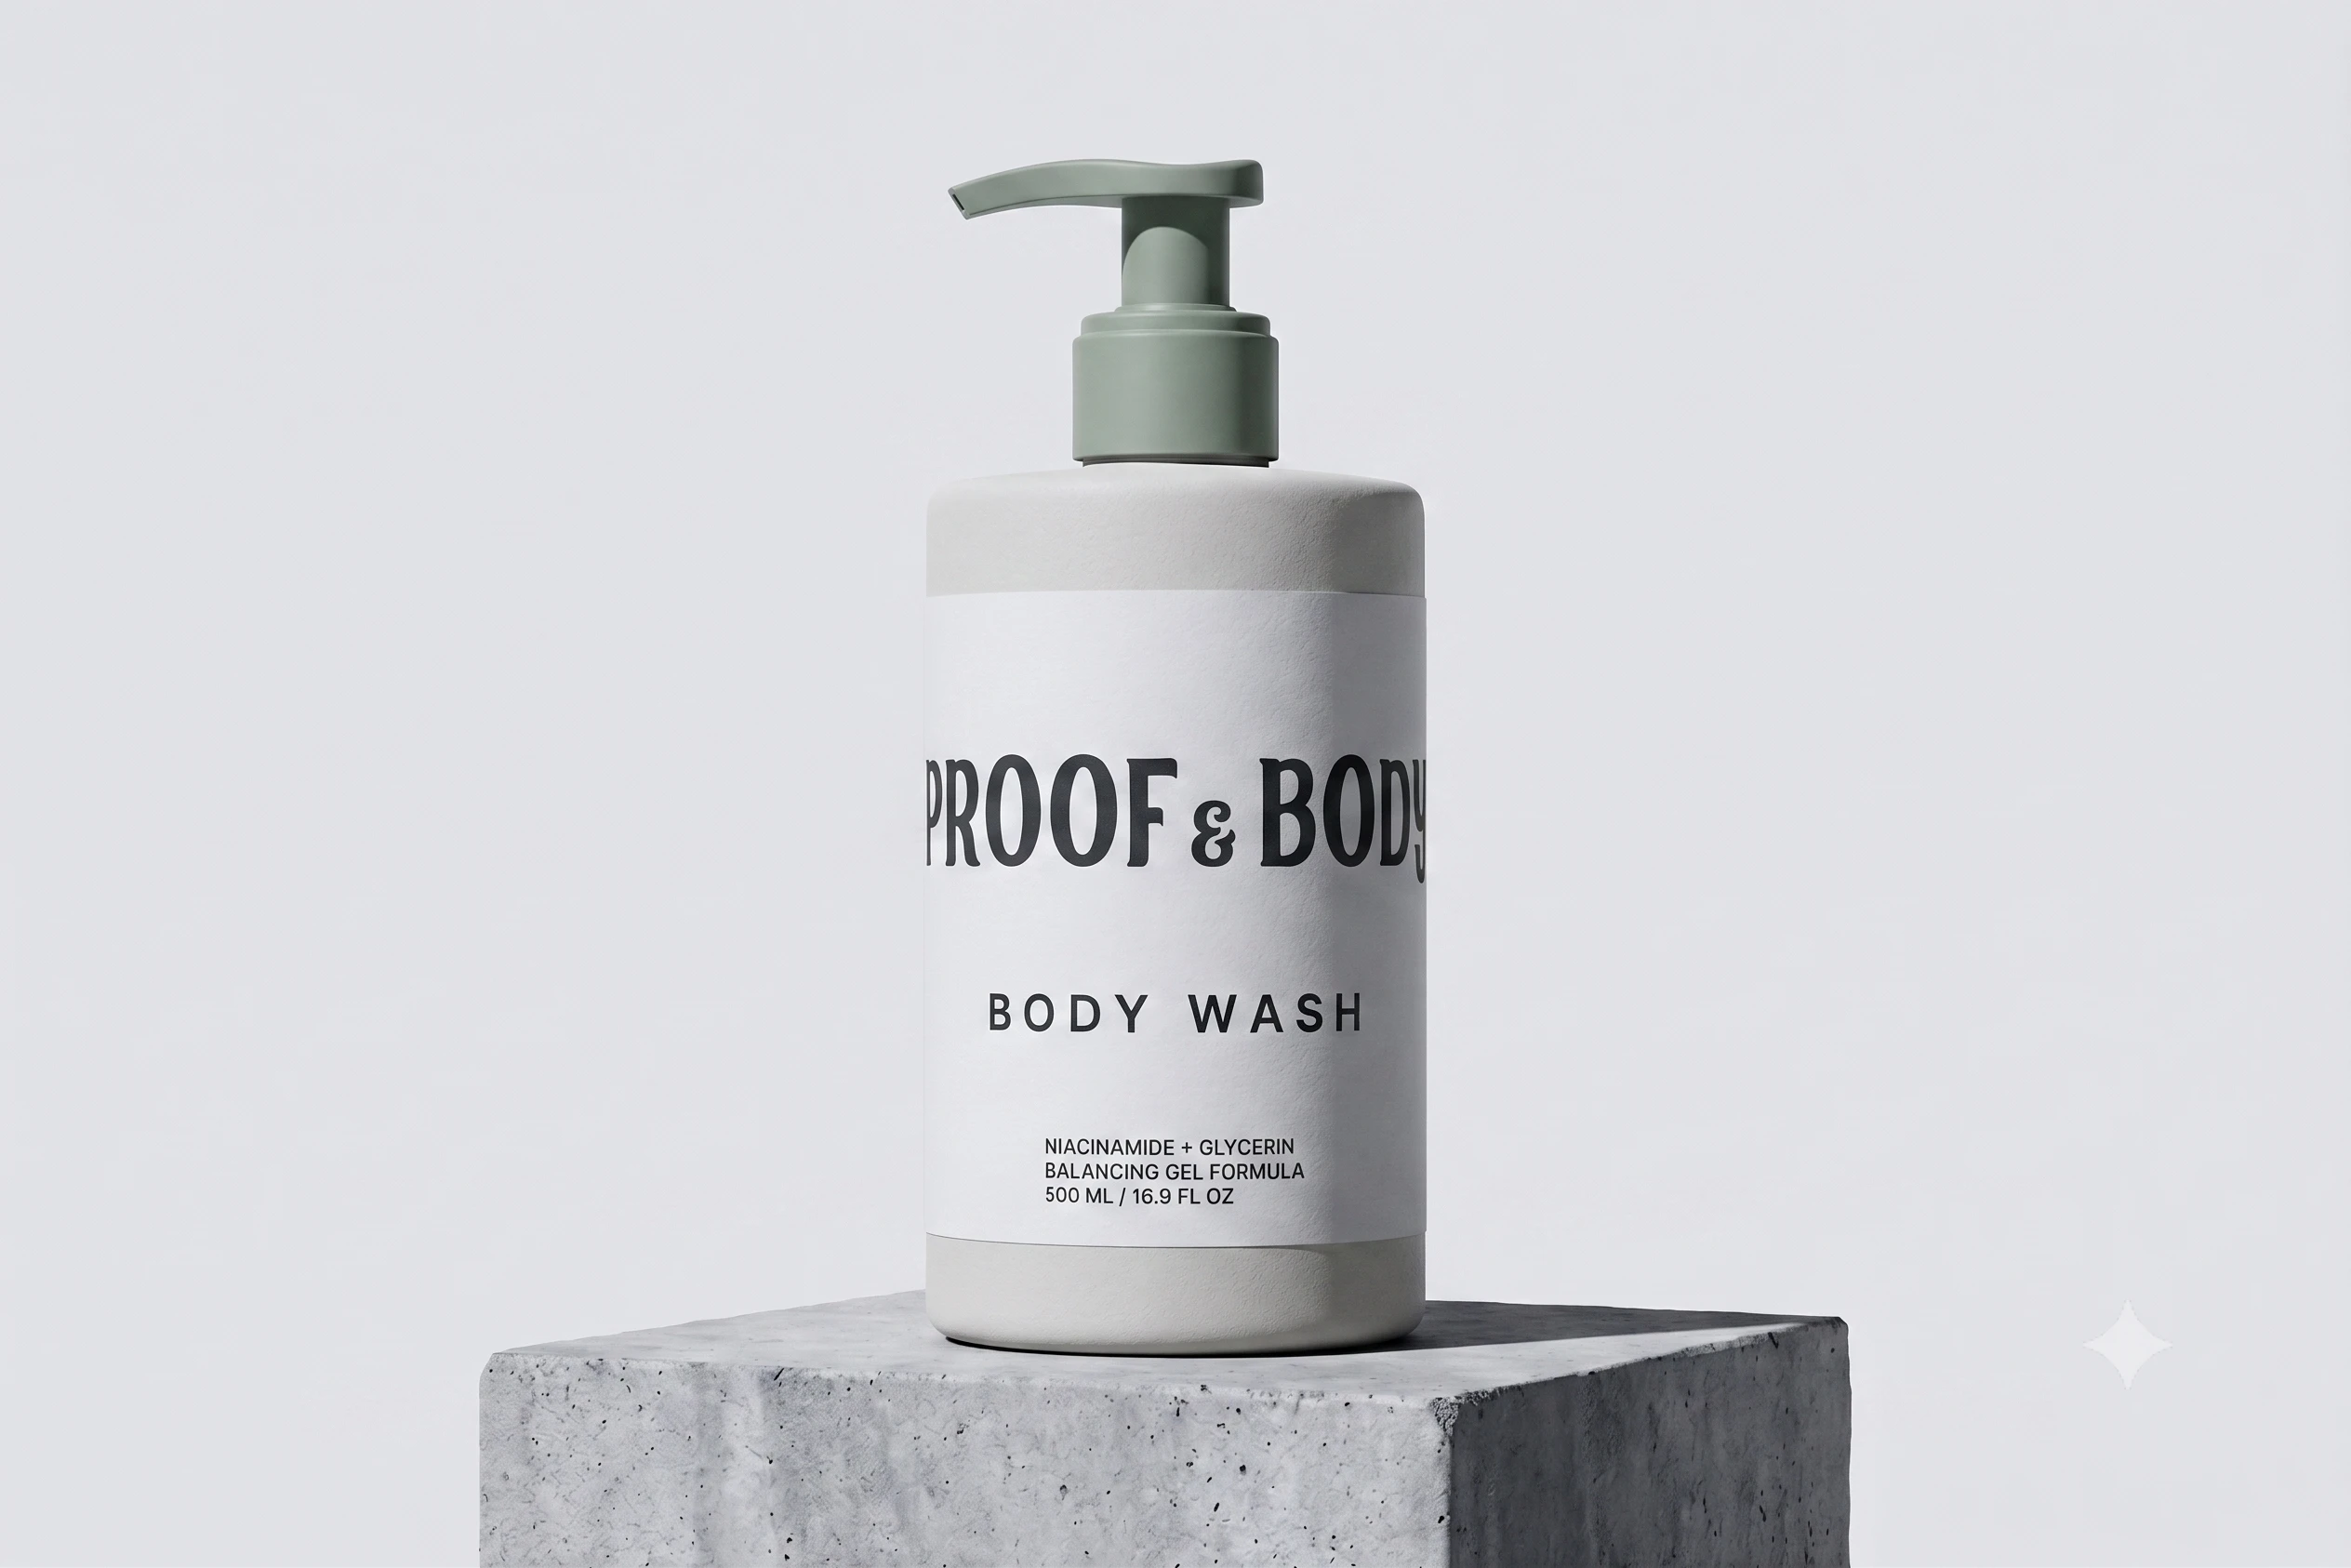 PROOF & BODY
BODY WASH
NIACINAMIDE + GLYCERIN
BALANCING GEL FORMULA
500 ML / 16.9 FL OZ